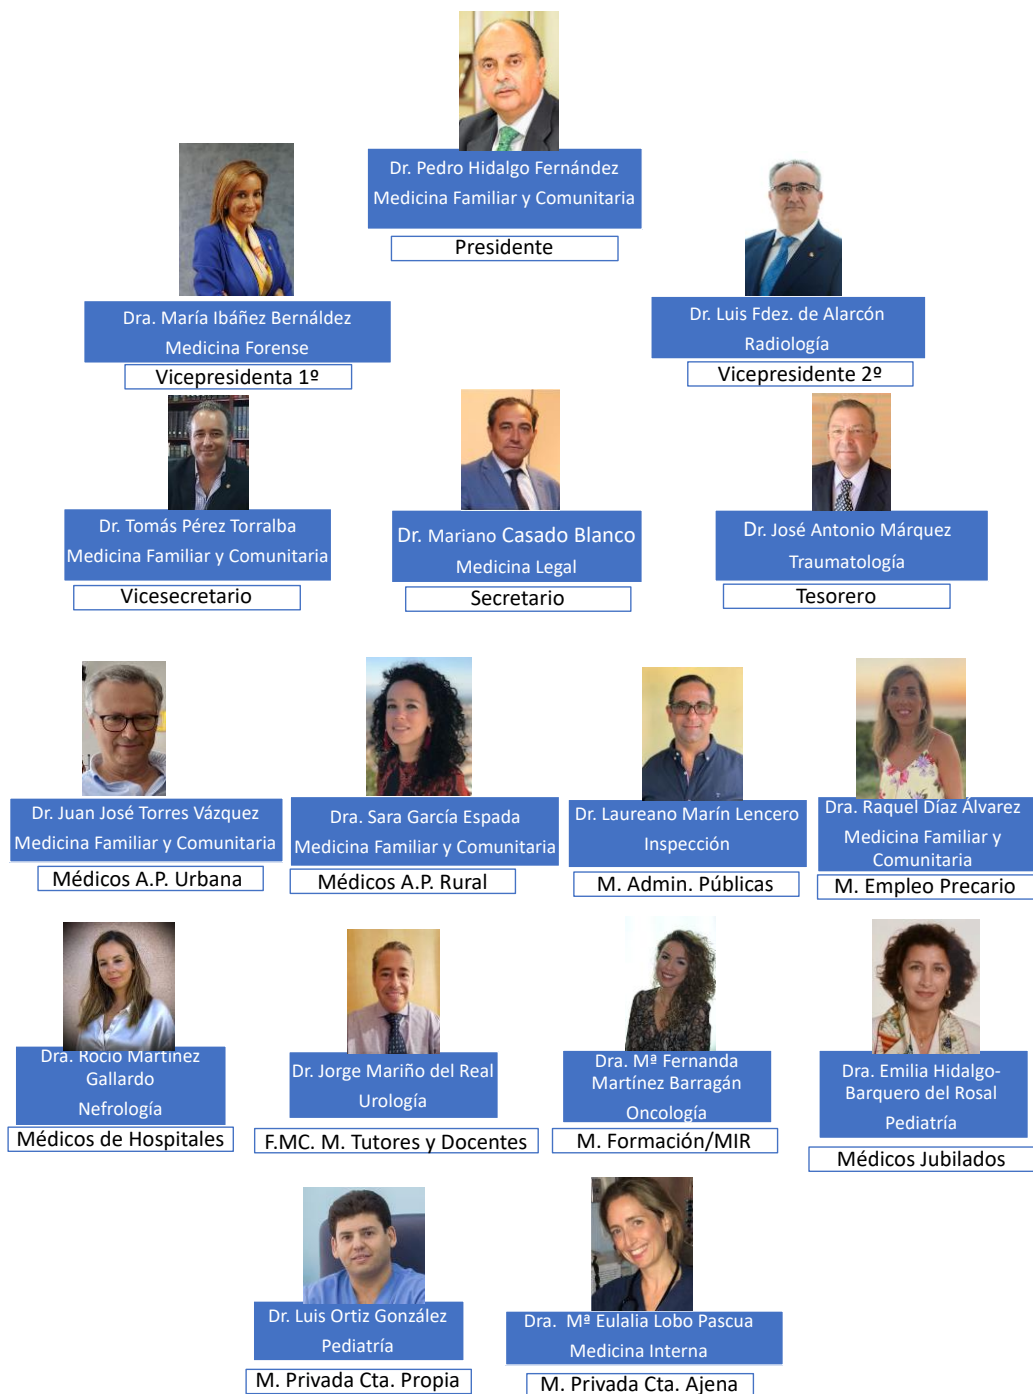 Dr. Pedro Hidalgo Fernández
Medicina Familiar y Comunitaria
Presidente
Dra. María Ibáñez Bernáldez
Medicina Forense
Vicepresidenta 1º
Dr. Luis Fdez. de Alarcón
Radiología
Vicepresidente 2º
Dr. Tomás Pérez Torralba
Medicina Familiar y Comunitaria
Vicesecretario
Dr. Mariano Casado Blanco
Medicina Legal
Secretario
Dr. José Antonio Márquez
Traumatología
Tesorero
Dr. Juan José Torres Vázquez
Medicina Familiar y Comunitaria
Médicos A.P. Urbana
Dra. Sara García Espada
Medicina Familiar y Comunitaria
Médicos A.P. Rural
Dr. Laureano Marín Lencero
Inspección
M. Admin. Públicas
Dra. Raquel Díaz Álvarez
Medicina Familiar y
Comunitaria
M. Empleo Precario
Dra. Rocío Martínez
Gallardo
Nefrología
Médicos de Hospitales
Dr. Jorge Mariño del Real
Urología
F.MC. M. Tutores y Docentes
Dra. Mª Fernanda
Martínez Barragán
Oncología
M. Formación/MIR
Dra. Emilia Hidalgo-
Barquero del Rosal
Pediatría
Médicos Jubilados
Dr. Luis Ortiz González
Pediatría
M. Privada Cta. Propia
Dra. Mª Eulalia Lobo Pascua
Medicina Interna
M. Privada Cta. Ajena